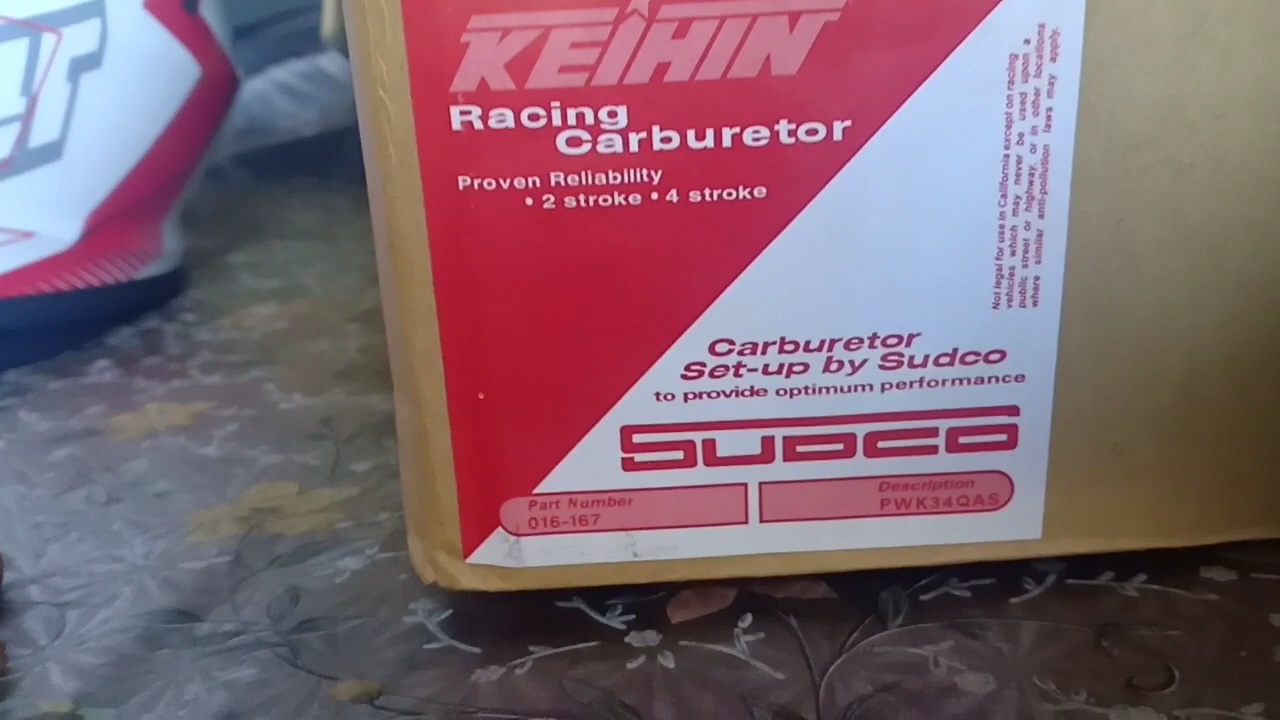 KEIHIN
Racing
Carburetor
Proven Reliability
• 2 stroke • 4 stroke
Not legal for use in California except on racing
vehicles which may never be used upon a
public street or highway, or in other locations
where similar anti-pollution laws may apply.
Carburetor
Set-up by Sudco
to provide optimum performance
SUDCO
Part Number
016-167
Description
PWK34QAS